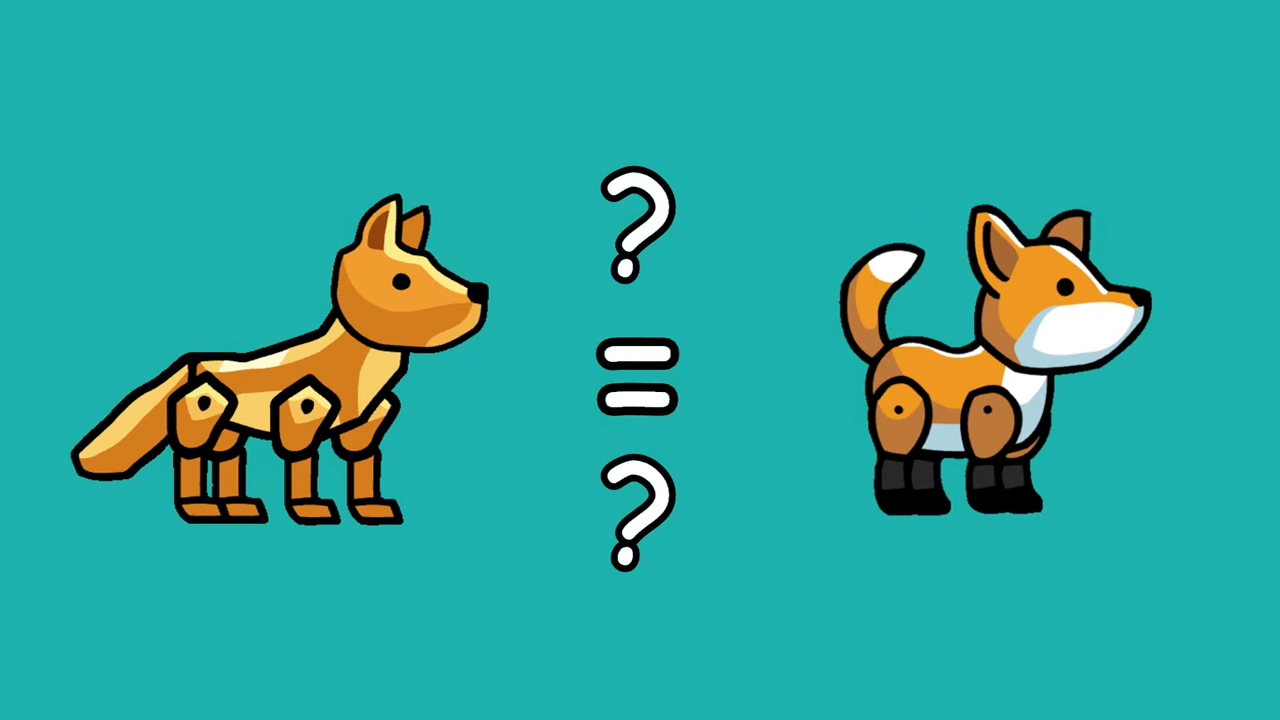 ?
=
?